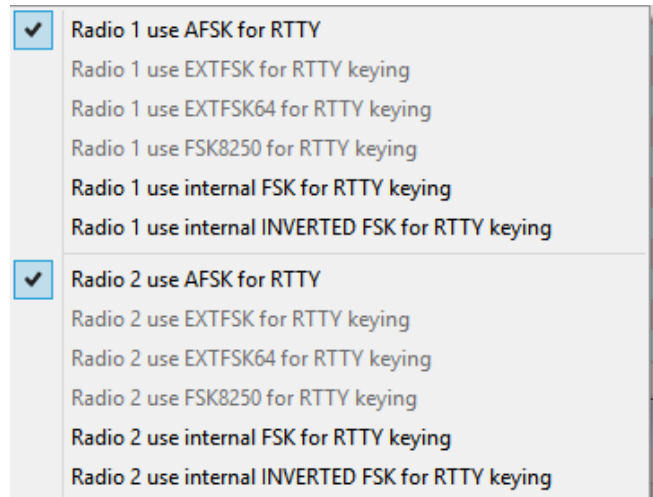 Radio 1 use AFSK for RTTY
Radio 1 use EXTFSK for RTTY keying
Radio 1 use EXTFSK64 for RTTY keying
Radio 1 use FSK8250 for RTTY keying
Radio 1 use internal FSK for RTTY keying
Radio 1 use internal INVERTED FSK for RTTY keying
Radio 2 use AFSK for RTTY
Radio 2 use EXTFSK for RTTY keying
Radio 2 use EXTFSK64 for RTTY keying
Radio 2 use FSK8250 for RTTY keying
Radio 2 use internal FSK for RTTY keying
Radio 2 use internal INVERTED FSK for RTTY keying